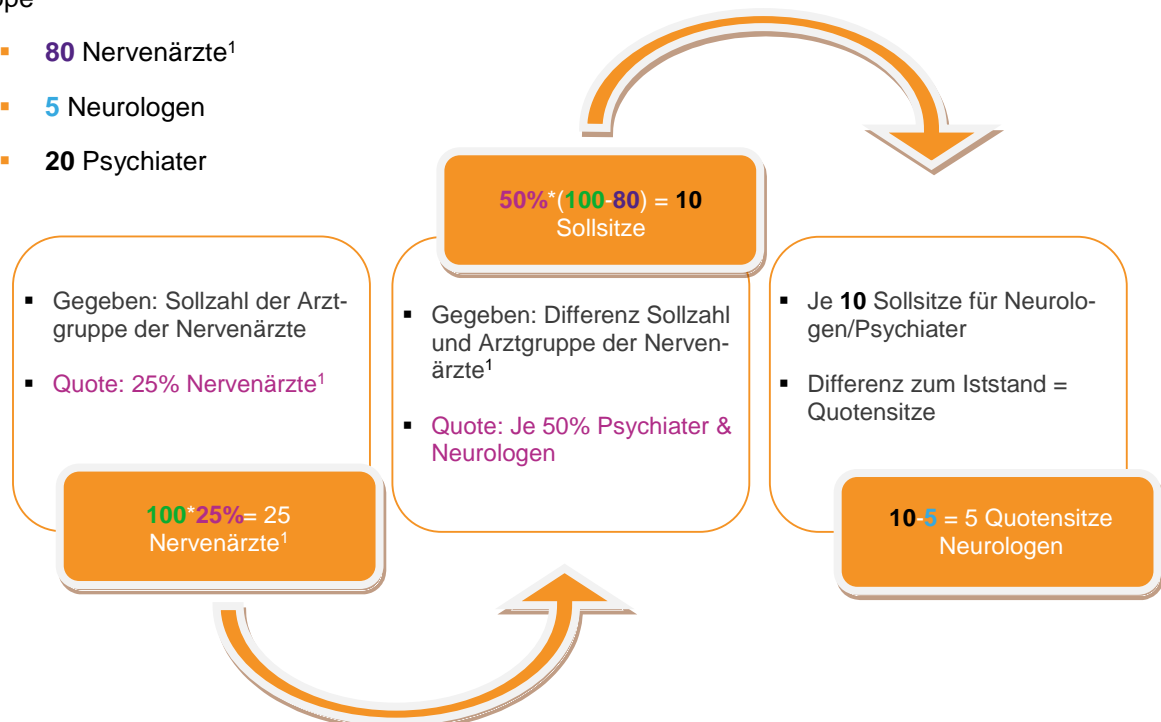 80 Nervenärzte¹
5 Neurologen
20 Psychiater
Gegeben: Sollzahl der Arzt-
gruppe der Nervenärzte
Quote: 25% Nervenärzte¹
100*25%= 25
Nervenärzte¹
50%*(100-80) = 10
Sollsitze
Gegeben: Differenz Sollzahl
und Arztgruppe der Nerven-
ärzte¹
Quote: Je 50% Psychiater &
Neurologen
Je 10 Sollsitze für Neurolo-
gen/Psychiater
Differenz zum Iststand =
Quotensitze
10-5 = 5 Quotensitze
Neurologen